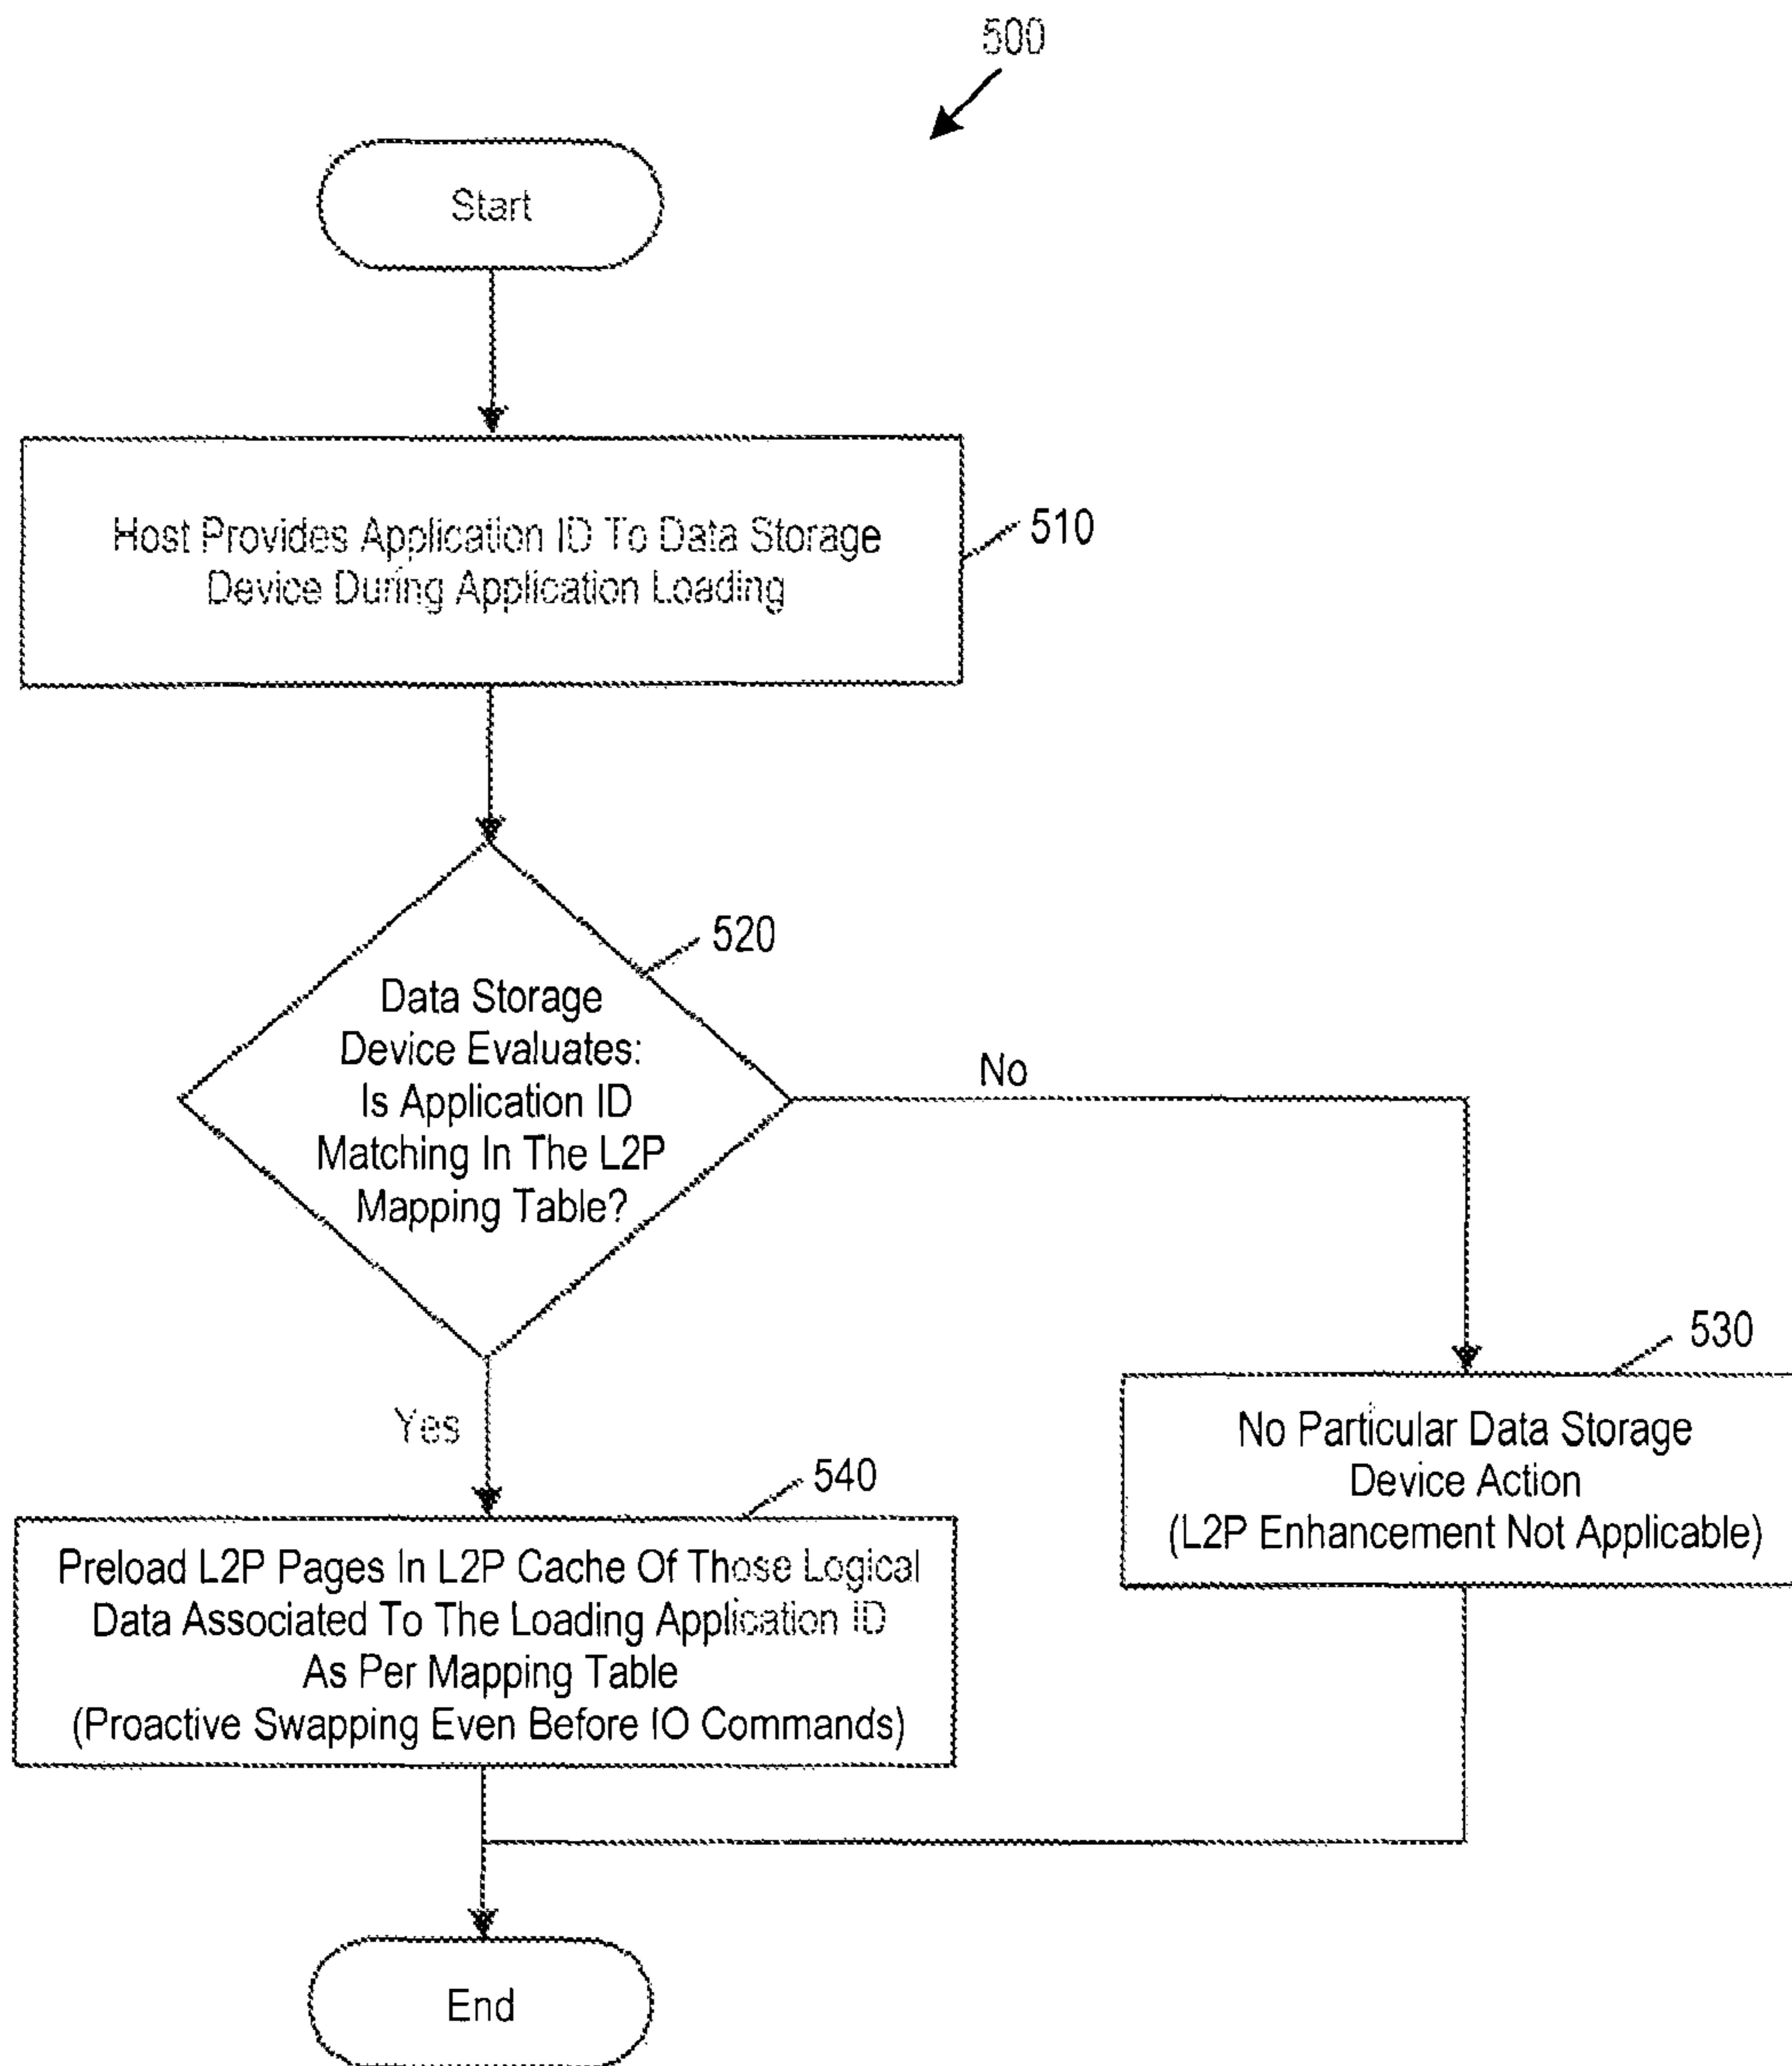 500
Start
Host Provides Application ID To Data Storage
Device During Application Loading
510
520
Data Storage
Device Evaluates:
Is Application ID
Matching In The L2P
Mapping Table?
No
Yes
530
No Particular Data Storage
Device Action
(L2P Enhancement Not Applicable)
540
Preload L2P Pages In L2P Cache Of Those Logical
Data Associated To The Loading Application ID
As Per Mapping Table
(Proactive Swapping Even Before IO Commands)
End